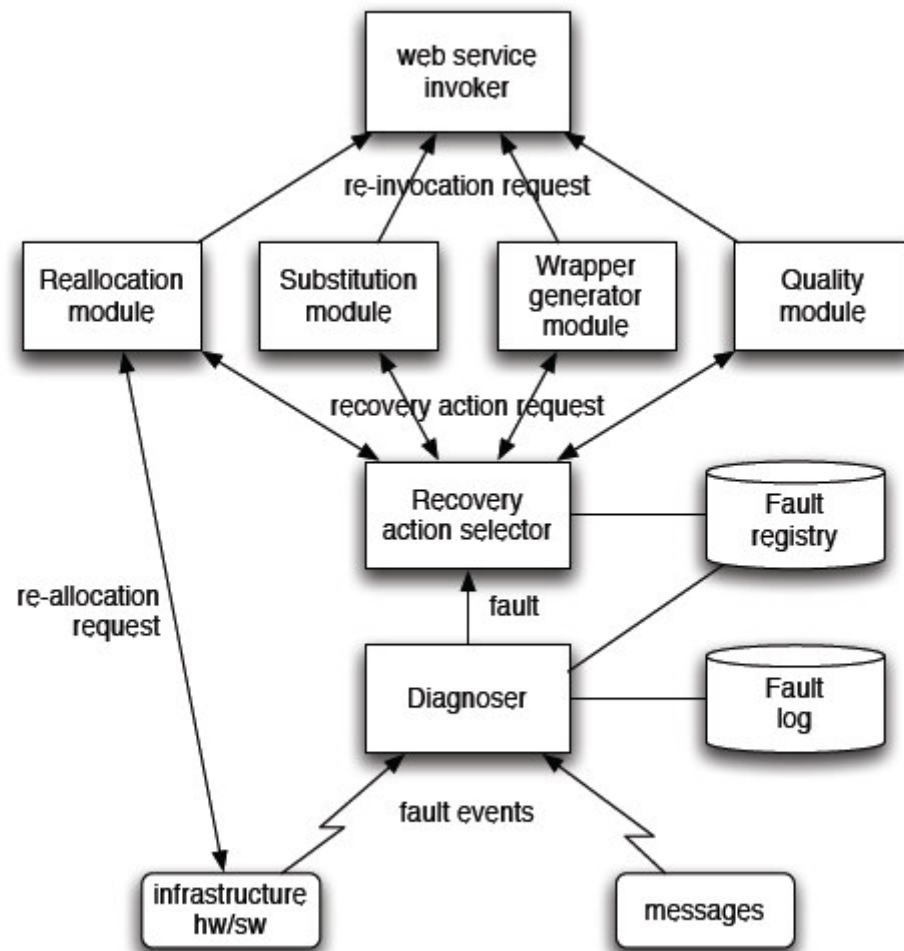 web service
invoker
re-invocation request
Reallocation
module
Substitution
module
Wrapper
generator
module
Quality
module
recovery action request
Recovery
action selector
Fault
registry
re-allocation
request
fault
Diagnoser
Fault
log
fault events
infrastructure
hw/sw
messages